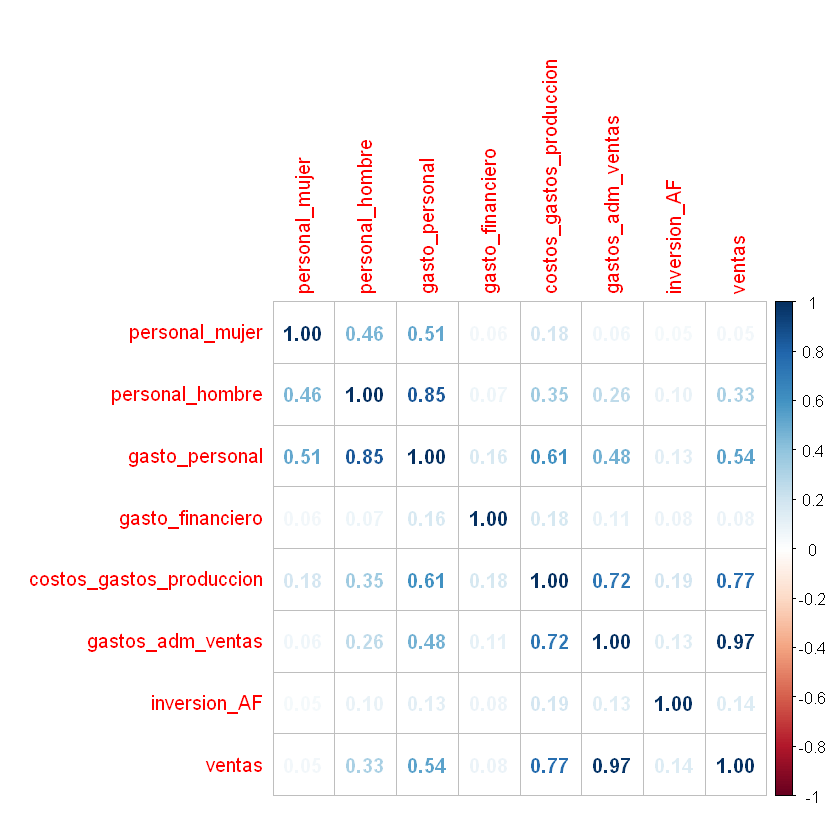 personal_mujer
personal_hombre
gasto_personal
gasto_financiero
costos_gastos_produccion
gastos_adm_ventas
inversion_AF
ventas
personal_mujer 1.00 0.46 0.51 0.06 0.18 0.06 0.05 0.05
personal_hombre 0.46 1.00 0.85 0.07 0.35 0.26 0.10 0.33
gasto_personal 0.51 0.85 1.00 0.16 0.61 0.48 0.13 0.54
gasto_financiero 0.06 0.07 0.16 1.00 0.18 0.11 0.08 0.08
costos_gastos_produccion 0.18 0.35 0.61 0.18 1.00 0.72 0.19 0.77
gastos_adm_ventas 0.06 0.26 0.48 0.11 0.72 1.00 0.13 0.97
inversion_AF 0.05 0.10 0.13 0.08 0.19 0.13 1.00 0.14
ventas 0.05 0.33 0.54 0.08 0.77 0.97 0.14 1.00
1
0.8
0.6
0.4
0.2
0
-0.2
-0.4
-0.6
-0.8
-1